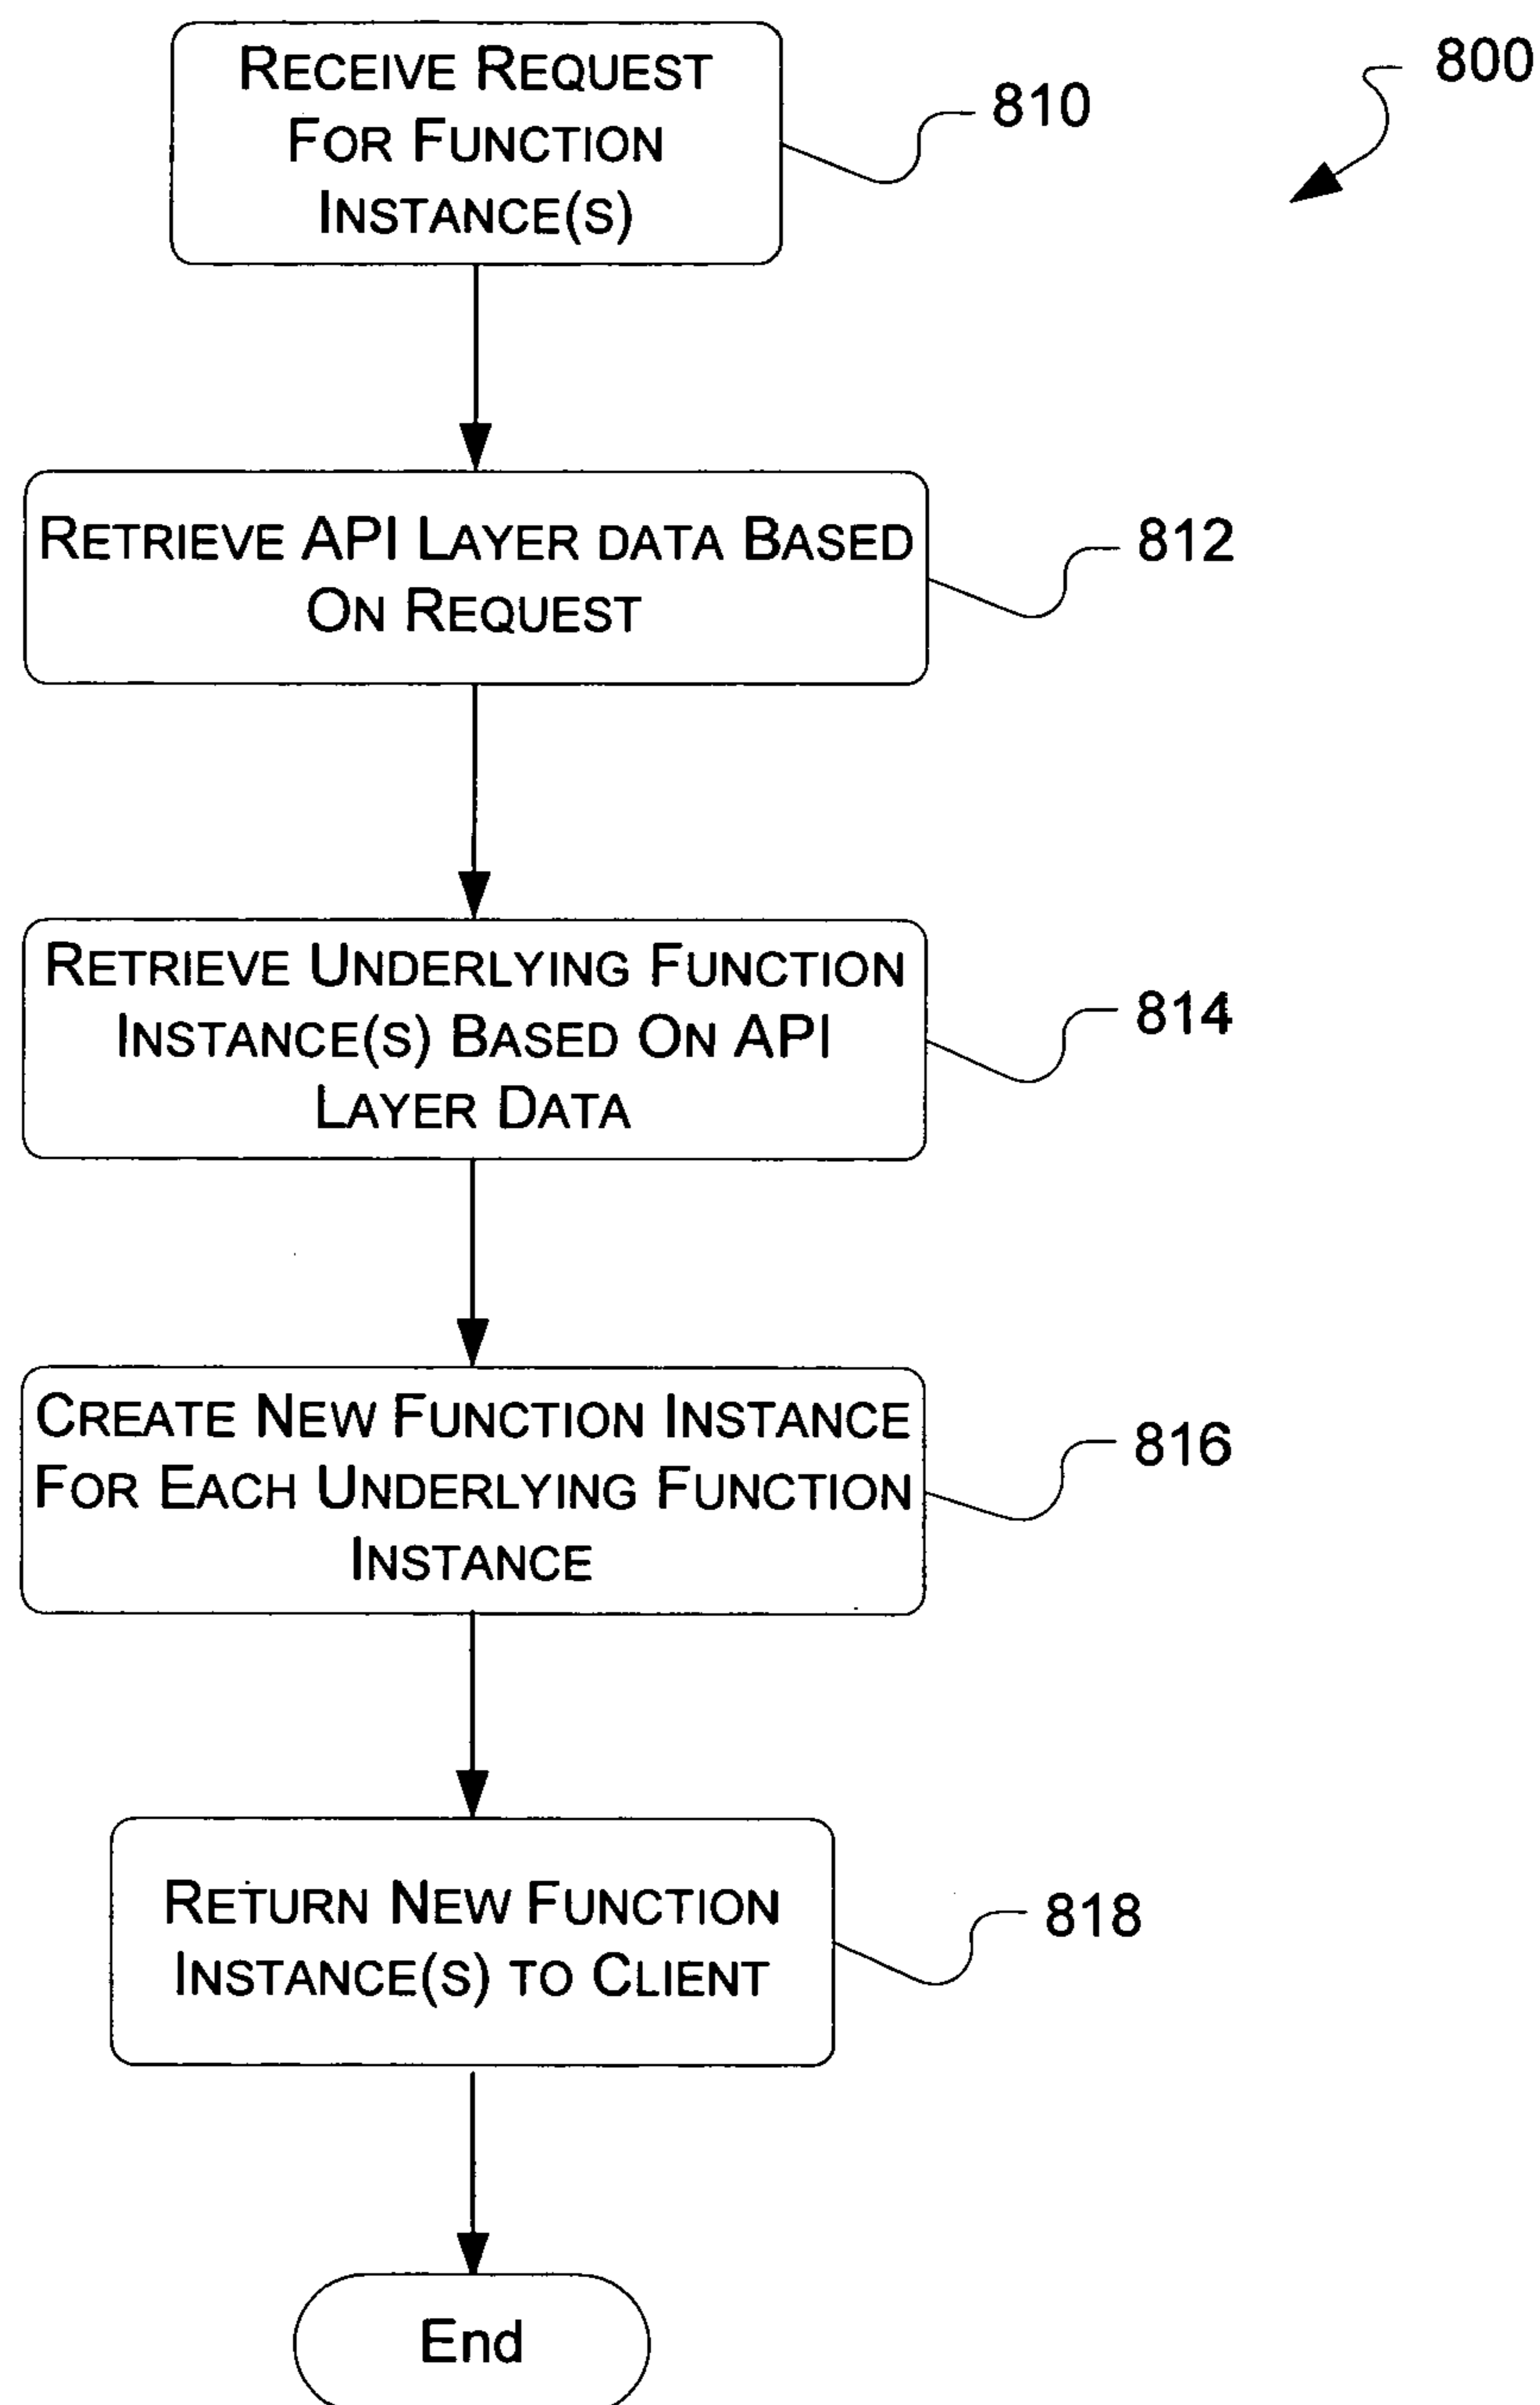 RECEIVE REQUEST
FOR FUNCTION
INSTANCE(S)
810
800
RETRIEVE API LAYER DATA BASED
ON REQUEST
812
RETRIEVE UNDERLYING FUNCTION
INSTANCE(S) BASED ON API
LAYER DATA
814
CREATE NEW FUNCTION INSTANCE
FOR EACH UNDERLYING FUNCTION
INSTANCE
816
RETURN NEW FUNCTION
INSTANCE(S) TO CLIENT
818
End